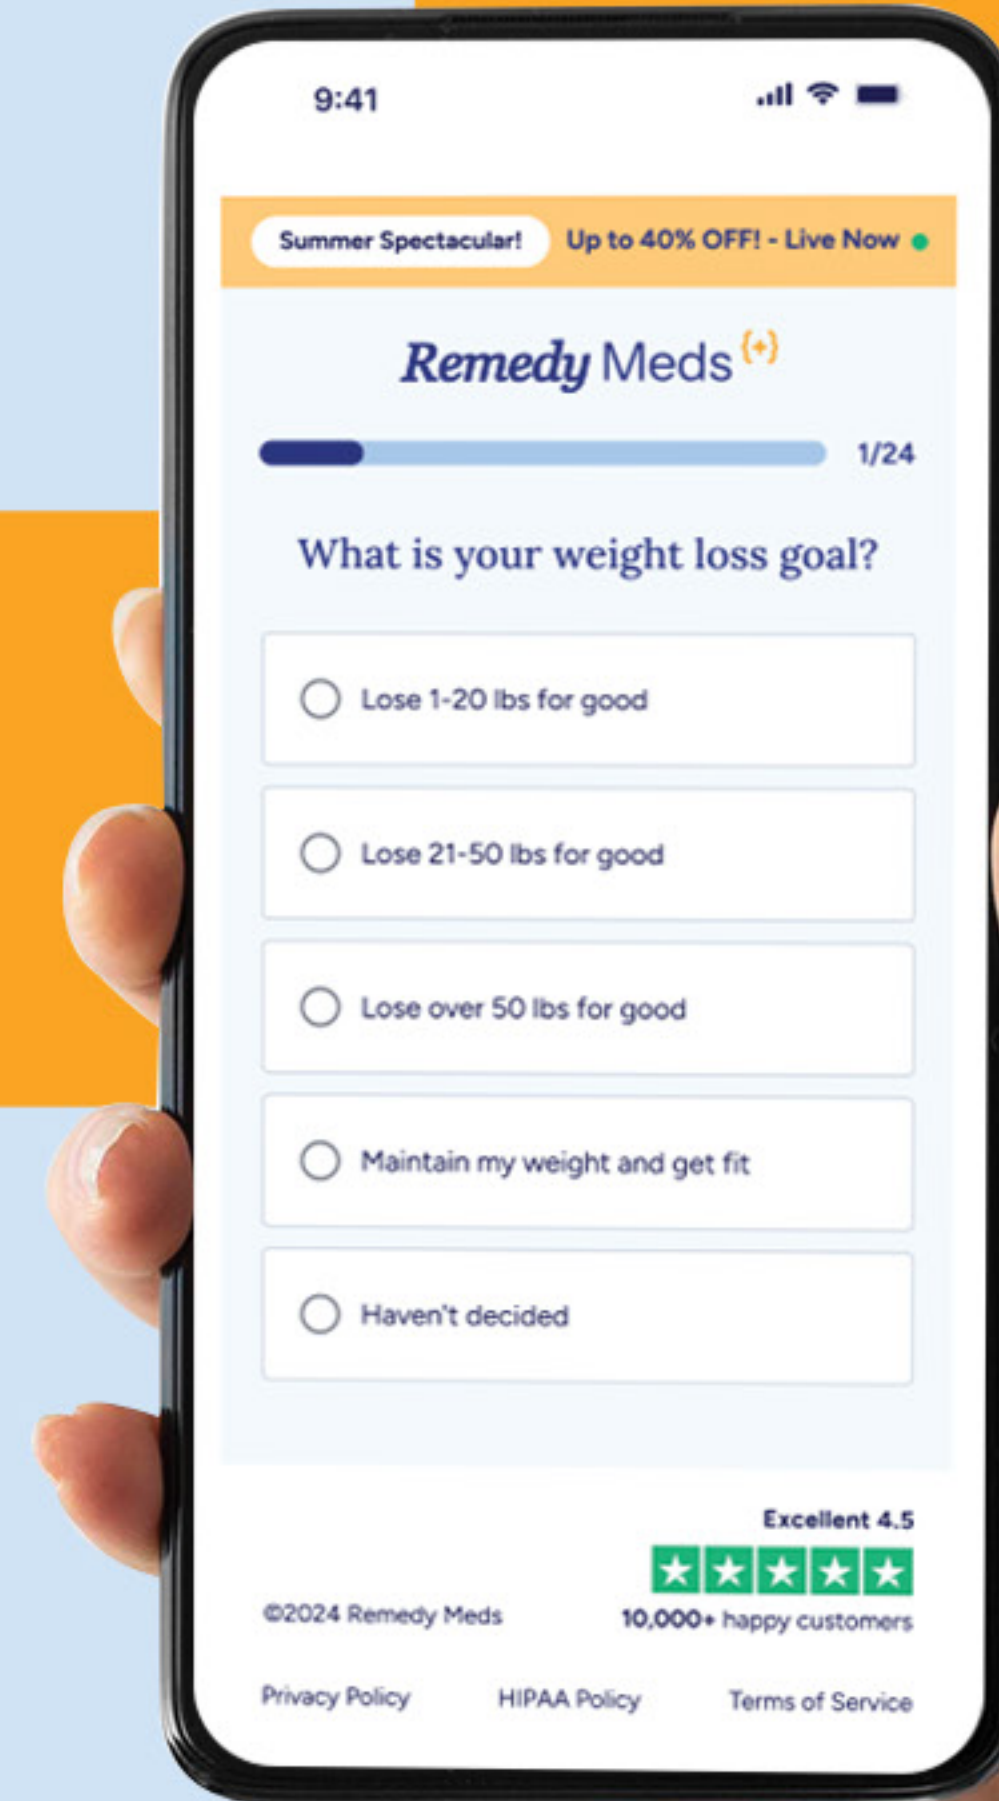 9:41
Summer Spectacular! Up to 40% OFF! - Live Now
Remedy Meds {+}
1/24
What is your weight loss goal?
Lose 1-20 lbs for good
Lose 21-50 lbs for good
Lose over 50 lbs for good
Maintain my weight and get fit
Haven't decided
Excellent 4.5
©2024 Remedy Meds
10,000+ happy customers
Privacy Policy HIPAA Policy Terms of Service